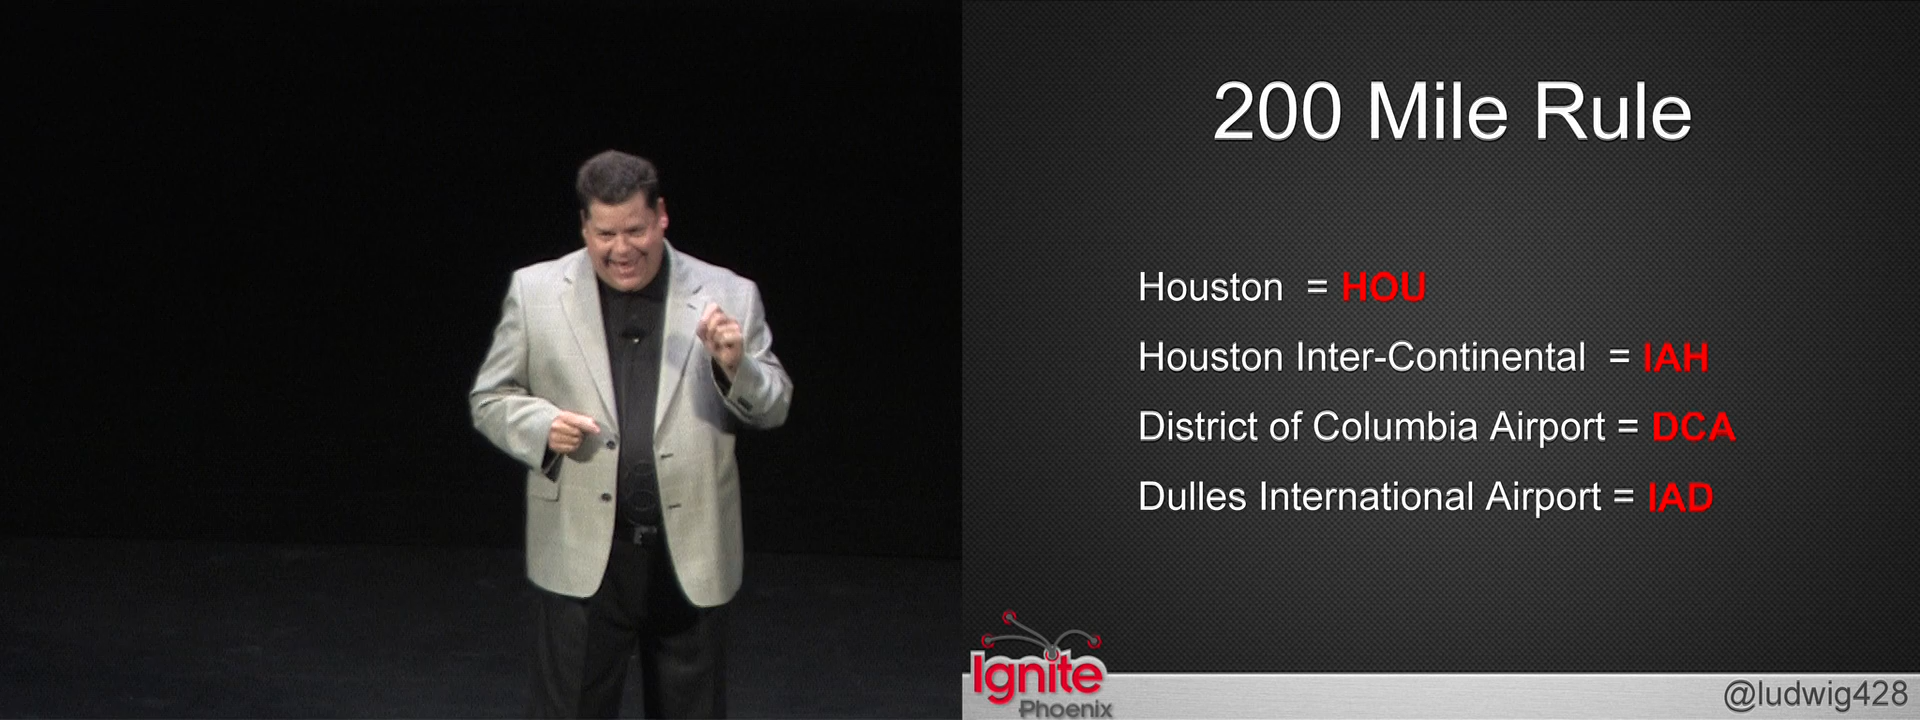 200 Mile Rule
Houston = HOU
Houston Inter-Continental = IAH
District of Columbia Airport = DCA
Dulles International Airport = IAD
Ignite
Phoenix
@ludwig428